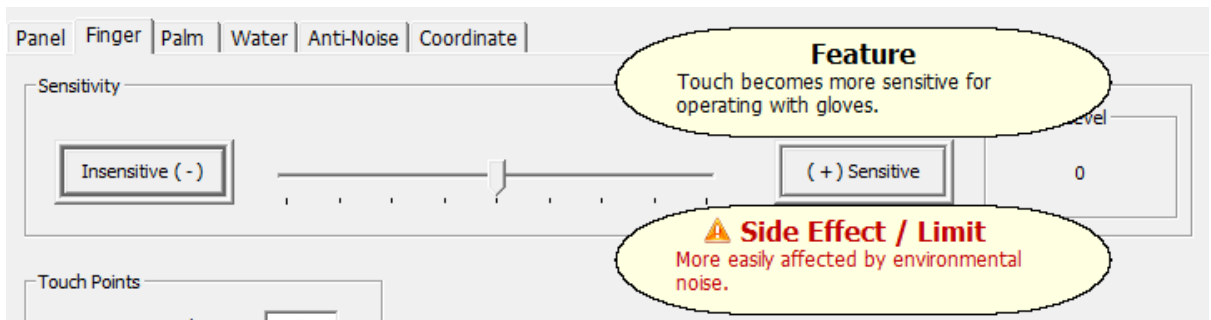 Panel Finger Palm Water Anti-Noise Coordinate
Feature
Touch becomes more sensitive for
operating with gloves.
Sensitivity
Insensitive ( - )
( + ) Sensitive
0
Side Effect / Limit
More easily affected by environmental
noise.
Touch Points